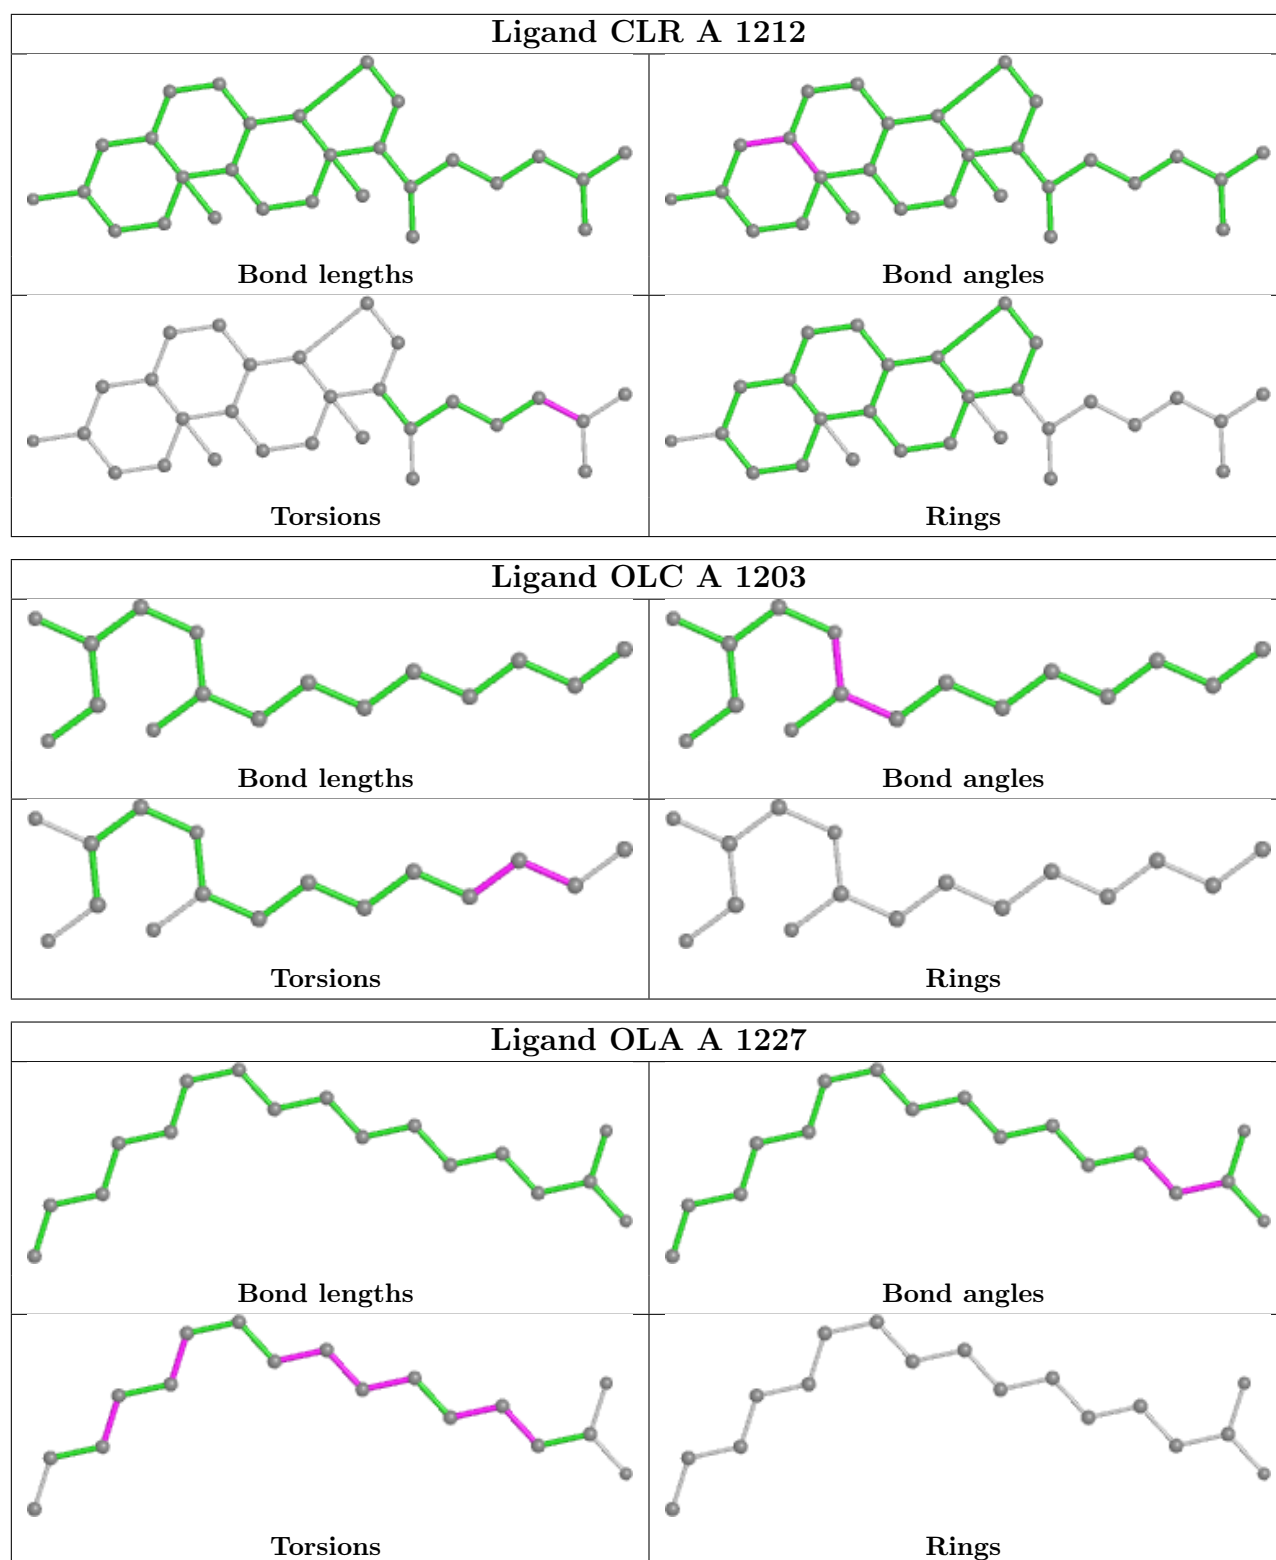 Ligand CLR A 1212
Bond lengths
Bond angles
Torsions
Rings
Ligand OLC A 1203
Bond lengths
Bond angles
Torsions
Rings
Ligand OLA A 1227
Bond lengths
Bond angles
Torsions
Rings